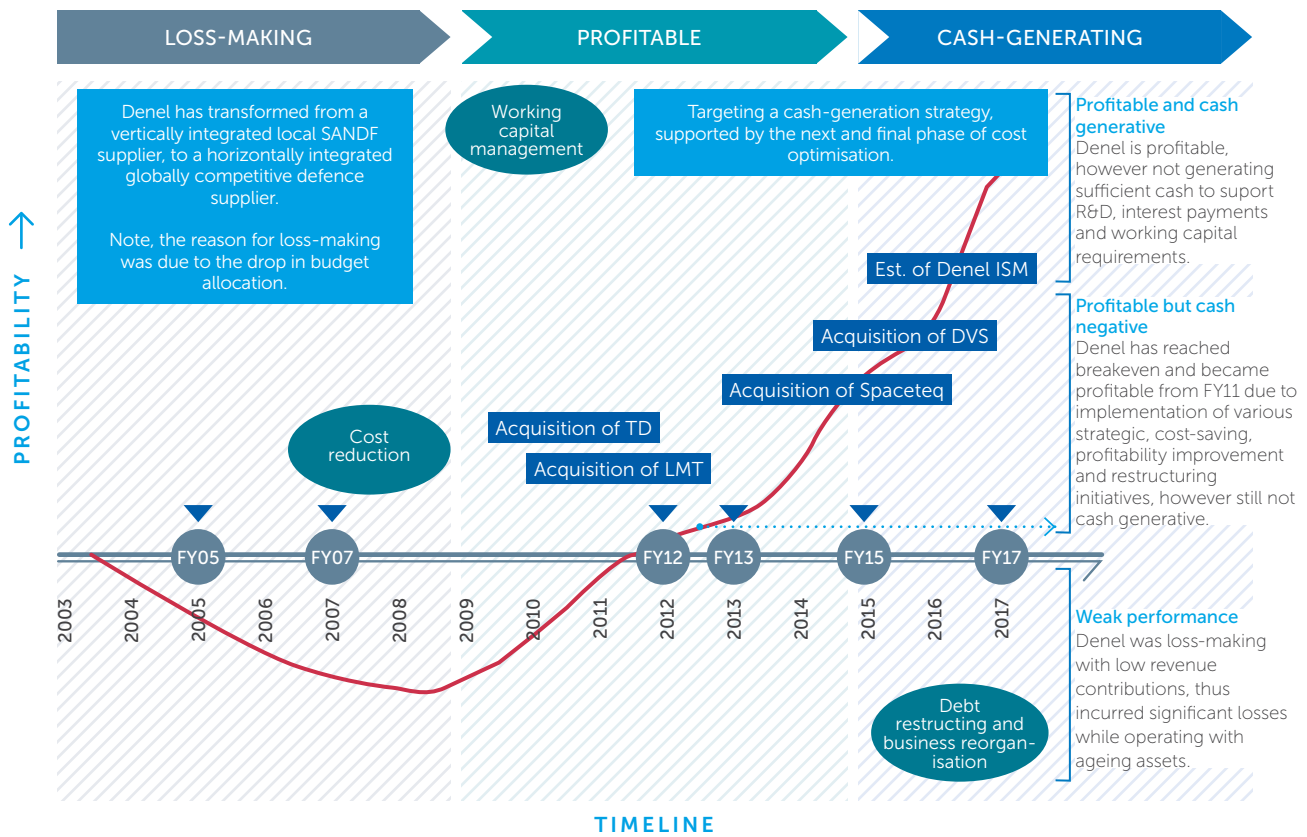 LOSS-MAKING
PROFITABLE
CASH-GENERATING
Denel has transformed from a
vertically integrated local SANDF
supplier, to a horizontally integrated
globally competitive defence
supplier.
Note, the reason for loss-making
was due to the drop in budget
allocation.
Working
capital
management
Targeting a cash-generation strategy,
supported by the next and final phase of cost
optimisation.
Profitable and cash
generative
Denel is profitable,
however not generating
sufficient cash to suport
R&D, interest payments
and working capital
requirements.
Est. of Denel ISM
Acquisition of DVS
Acquisition of Spaceteq
Acquisition of TD
Acquisition of LMT
Cost
reduction
Profitable but cash
negative
Denel has reached
breakeven and became
profitable from FY11 due to
implementation of various
strategic, cost-saving,
profitability improvement
and restructuring
initiatives, however still not
cash generative.
PROFITABILITY
FY05
FY07
FY12
FY13
FY15
FY17
2003
2004
2005
2006
2007
2008
2009
2010
2011
2012
2013
2014
2015
2016
2017
Weak performance
Denel was loss-making
with low revenue
contributions, thus
incurred significant losses
while operating with
ageing assets.
Debt
restructing and
business reorgan-
isation
TIMELINE